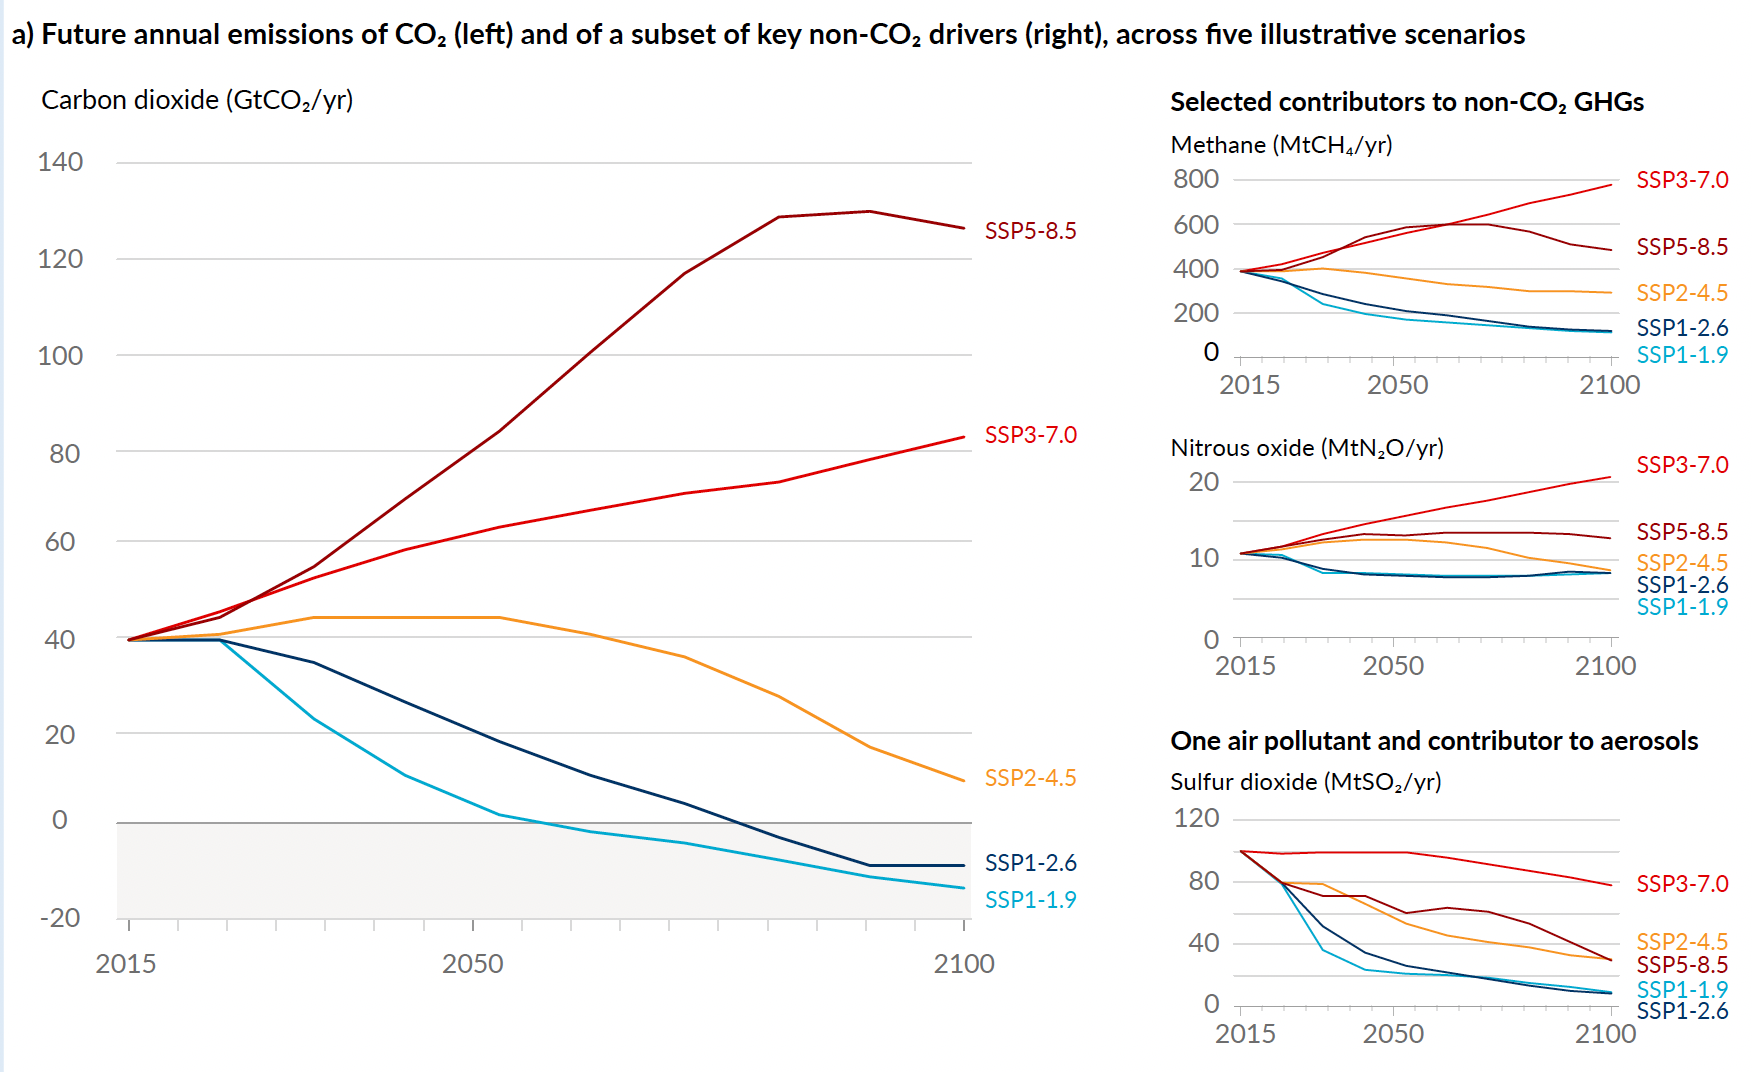 a) Future annual emissions of CO₂ (left) and of a subset of key non-CO₂ drivers (right), across five illustrative scenarios
Carbon dioxide (GtCO₂/yr)
140
120
100
80
60
40
20
0
-20
2015 2050 2100
SSP5-8.5
SSP3-7.0
SSP2-4.5
SSP1-2.6
SSP1-1.9
Selected contributors to non-CO₂ GHGs
Methane (MtCH₄/yr)
800
600
400
200
0
2015 2050 2100
SSP3-7.0
SSP5-8.5
SSP2-4.5
SSP1-2.6
SSP1-1.9
Nitrous oxide (MtN₂O/yr)
20
10
0
2015 2050 2100
SSP3-7.0
SSP5-8.5
SSP2-4.5
SSP1-2.6
SSP1-1.9
One air pollutant and contributor to aerosols
Sulfur dioxide (MtSO₂/yr)
120
80
40
0
2015 2050 2100
SSP3-7.0
SSP2-4.5
SSP5-8.5
SSP1-1.9
SSP1-2.6